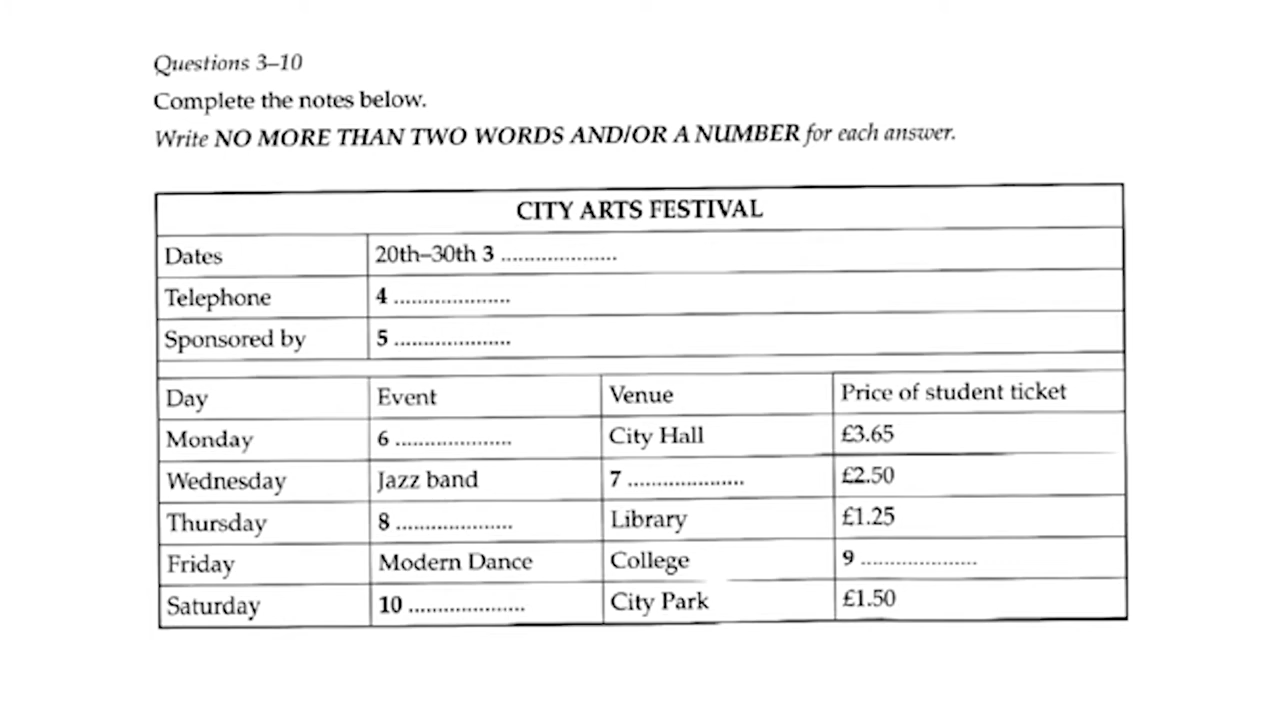 Questions 3–10
Complete the notes below.
Write NO MORE THAN TWO WORDS AND/OR A NUMBER for each answer.
CITY ARTS FESTIVAL
Dates 20th–30th 3 ....................
Telephone 4 ....................
Sponsored by 5 ....................
Day Event Venue Price of student ticket
Monday 6 .................... City Hall £3.65
Wednesday Jazz band 7 .................... £2.50
Thursday 8 .................... Library £1.25
Friday Modern Dance College 9 ....................
Saturday 10 .................... City Park £1.50